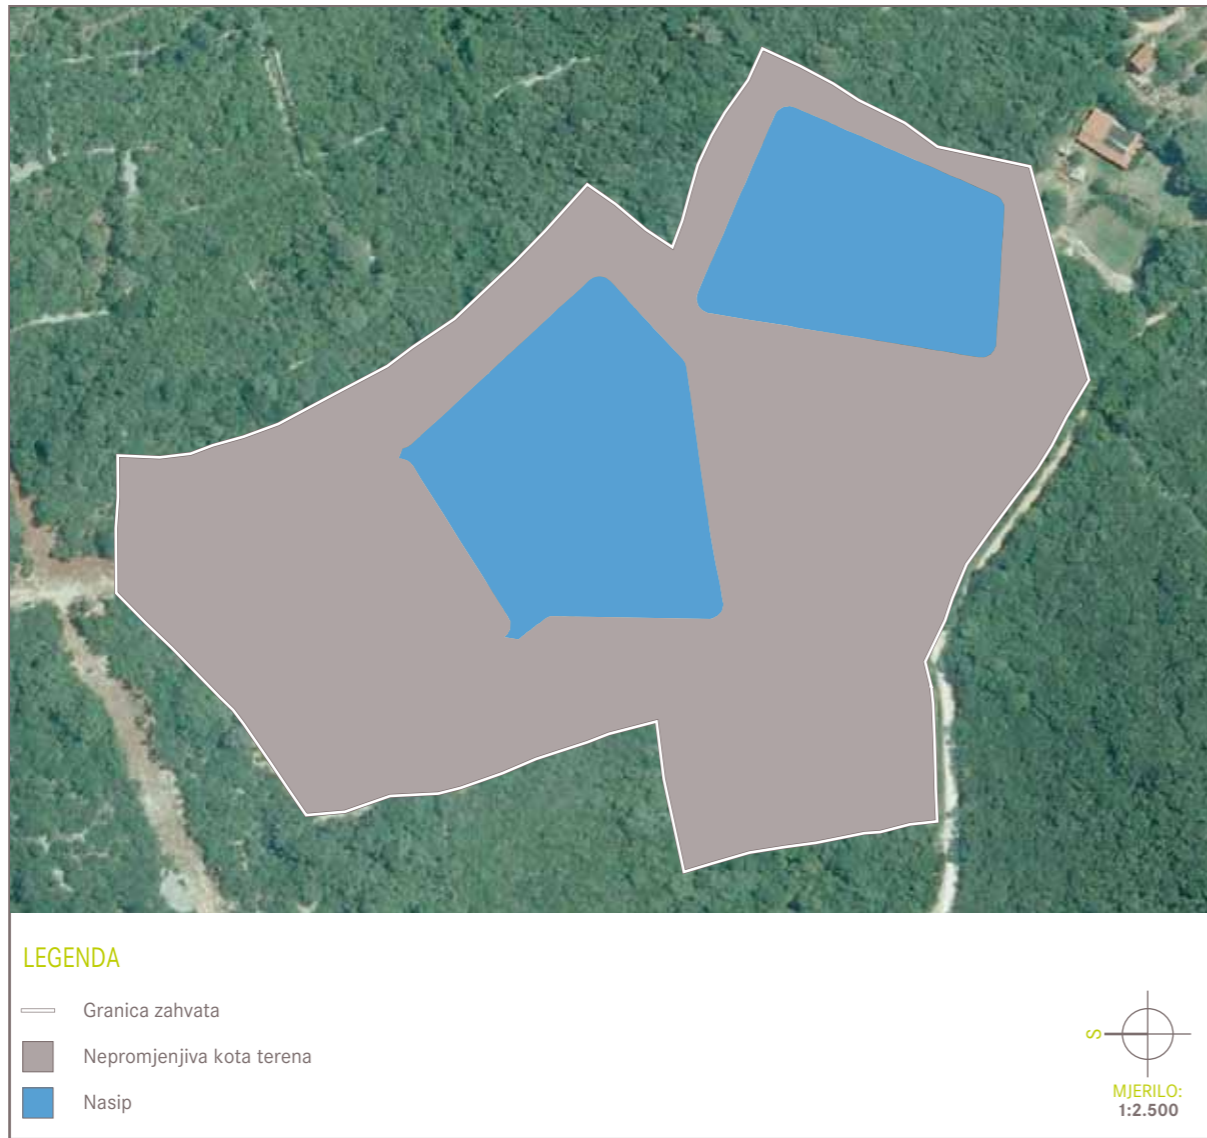 LEGENDA
Granica zahvata
Nepromjenjiva kota terena
Nasip
S
MJERILO:
1:2.500